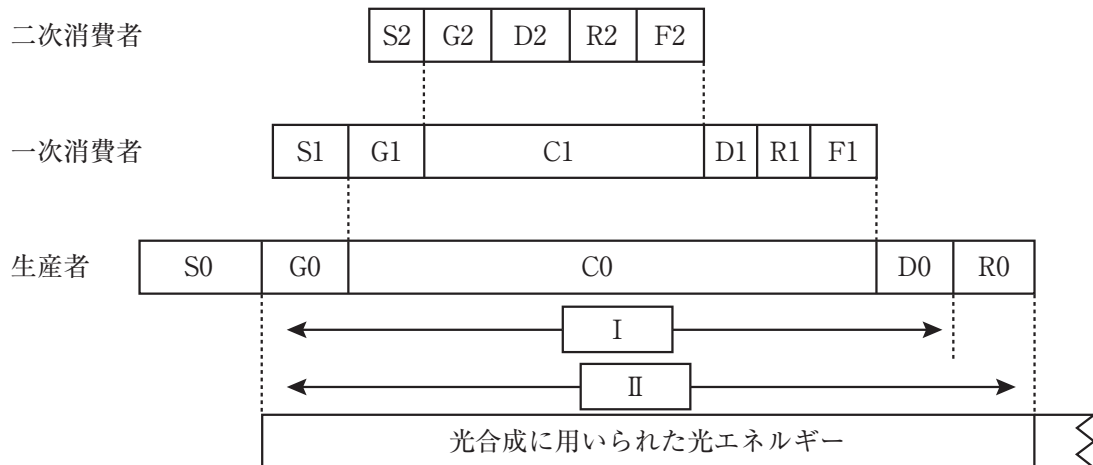 二次消費者 S2 G2 D2 R2 F2
一次消費者 S1 G1 C1 D1 R1 F1
生産者 S0 G0 C0 D0 R0
Ⅰ
Ⅱ
光合成に用いられた光エネルギー